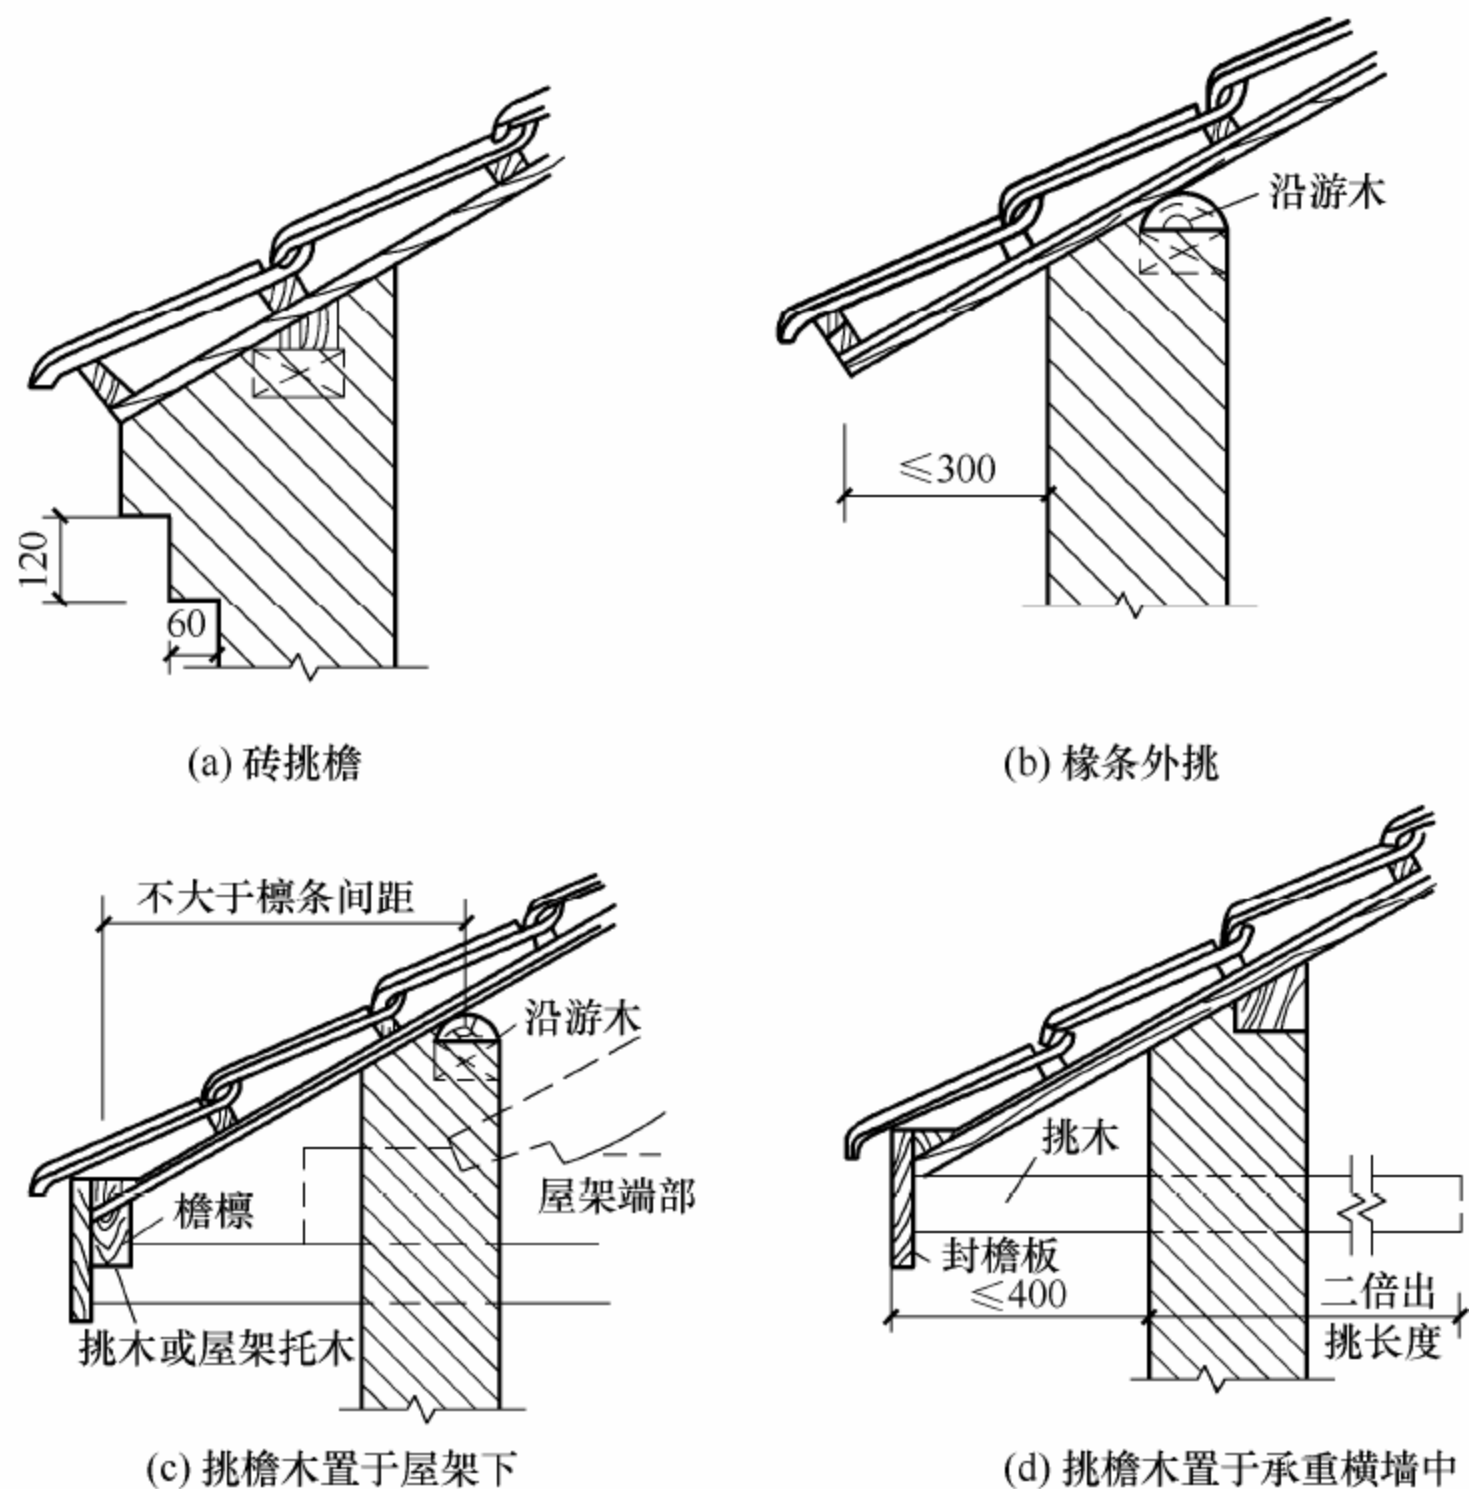 沿游木
≤300
120
60
(a) 砖挑檐
(b) 椽条外挑
不大于檩条间距
沿游木
屋架端部
檐檩
挑木或屋架托木
挑木
封檐板
≤400
二倍出
挑长度
(c) 挑檐木置于屋架下
(d) 挑檐木置于承重横墙中